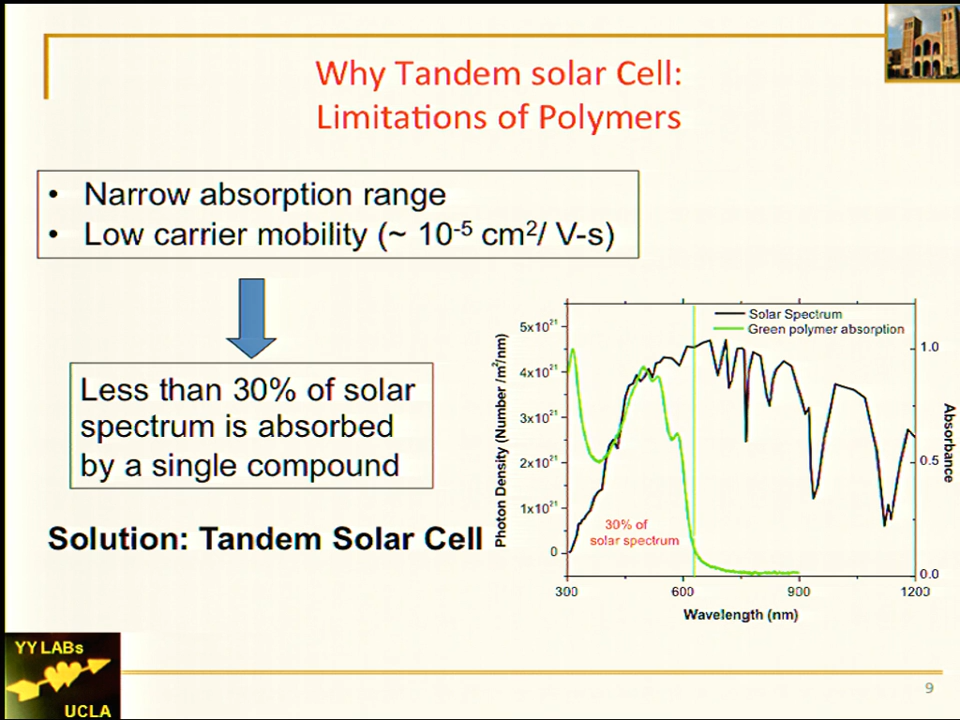 Why Tandem solar Cell:
Limitations of Polymers
• Narrow absorption range
• Low carrier mobility (~ 10⁻⁵ cm²/ V-s)
Less than 30% of solar
spectrum is absorbed
by a single compound
Solution: Tandem Solar Cell
Solar Spectrum
Green polymer absorption
Photon Density (Number /m²/nm)
5x10²¹
4x10²¹
3x10²¹
2x10²¹
1x10²¹
0
1.0
0.5
0.0
Absorbance
30% of
solar spectrum
300 600 900 1200
Wavelength (nm)
YY LABs
UCLA
9